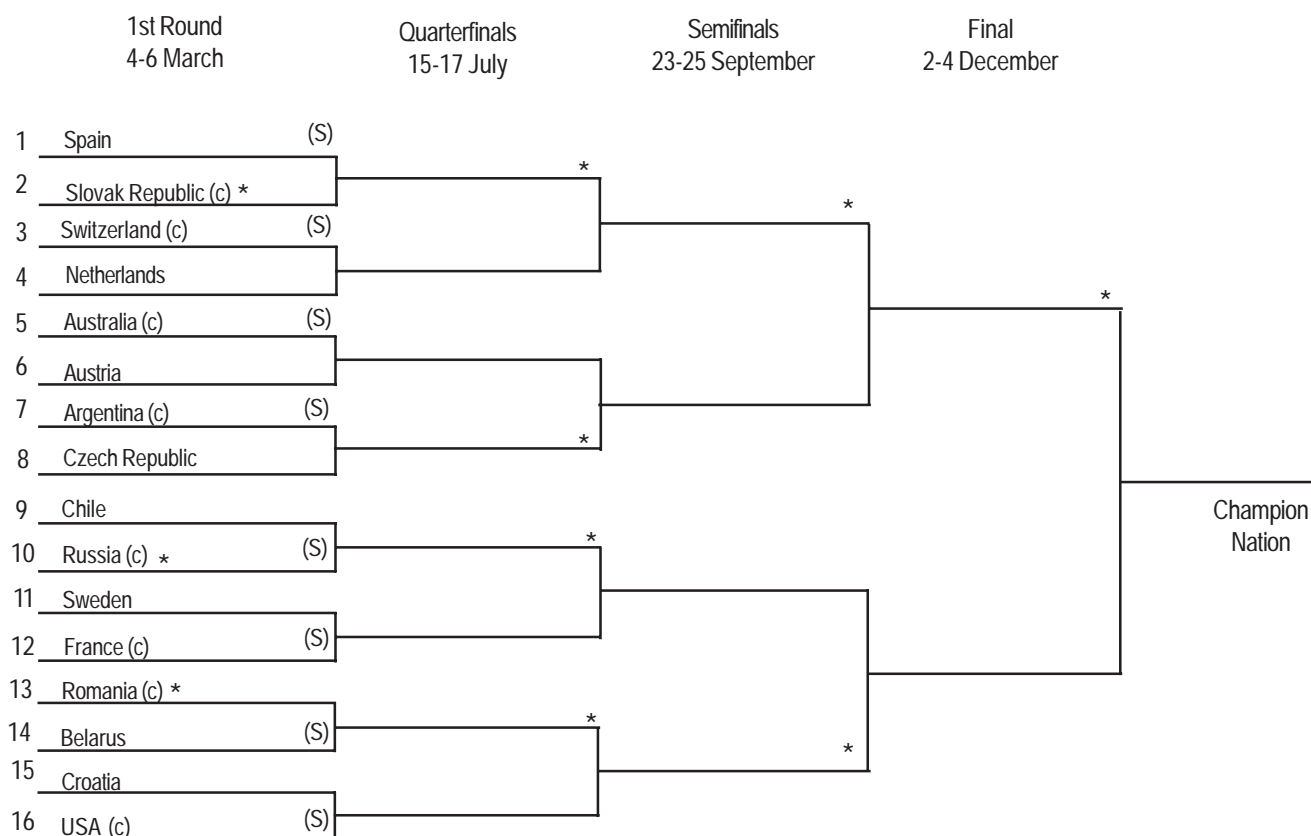 1st Round
4-6 March
Quarterfinals
15-17 July
Semifinals
23-25 September
Final
2-4 December
1 Spain (S)
*
2 Slovak Republic (c) *
3 Switzerland (c) (S)
*
4 Netherlands
*
5 Australia (c) (S)
6 Austria
7 Argentina (c) (S)
*
8 Czech Republic
9 Chile
Champion
Nation
*
10 Russia (c) * (S)
11 Sweden
12 France (c) (S)
13 Romania (c) *
*
14 Belarus (S)
*
15 Croatia
16 USA (c) (S)